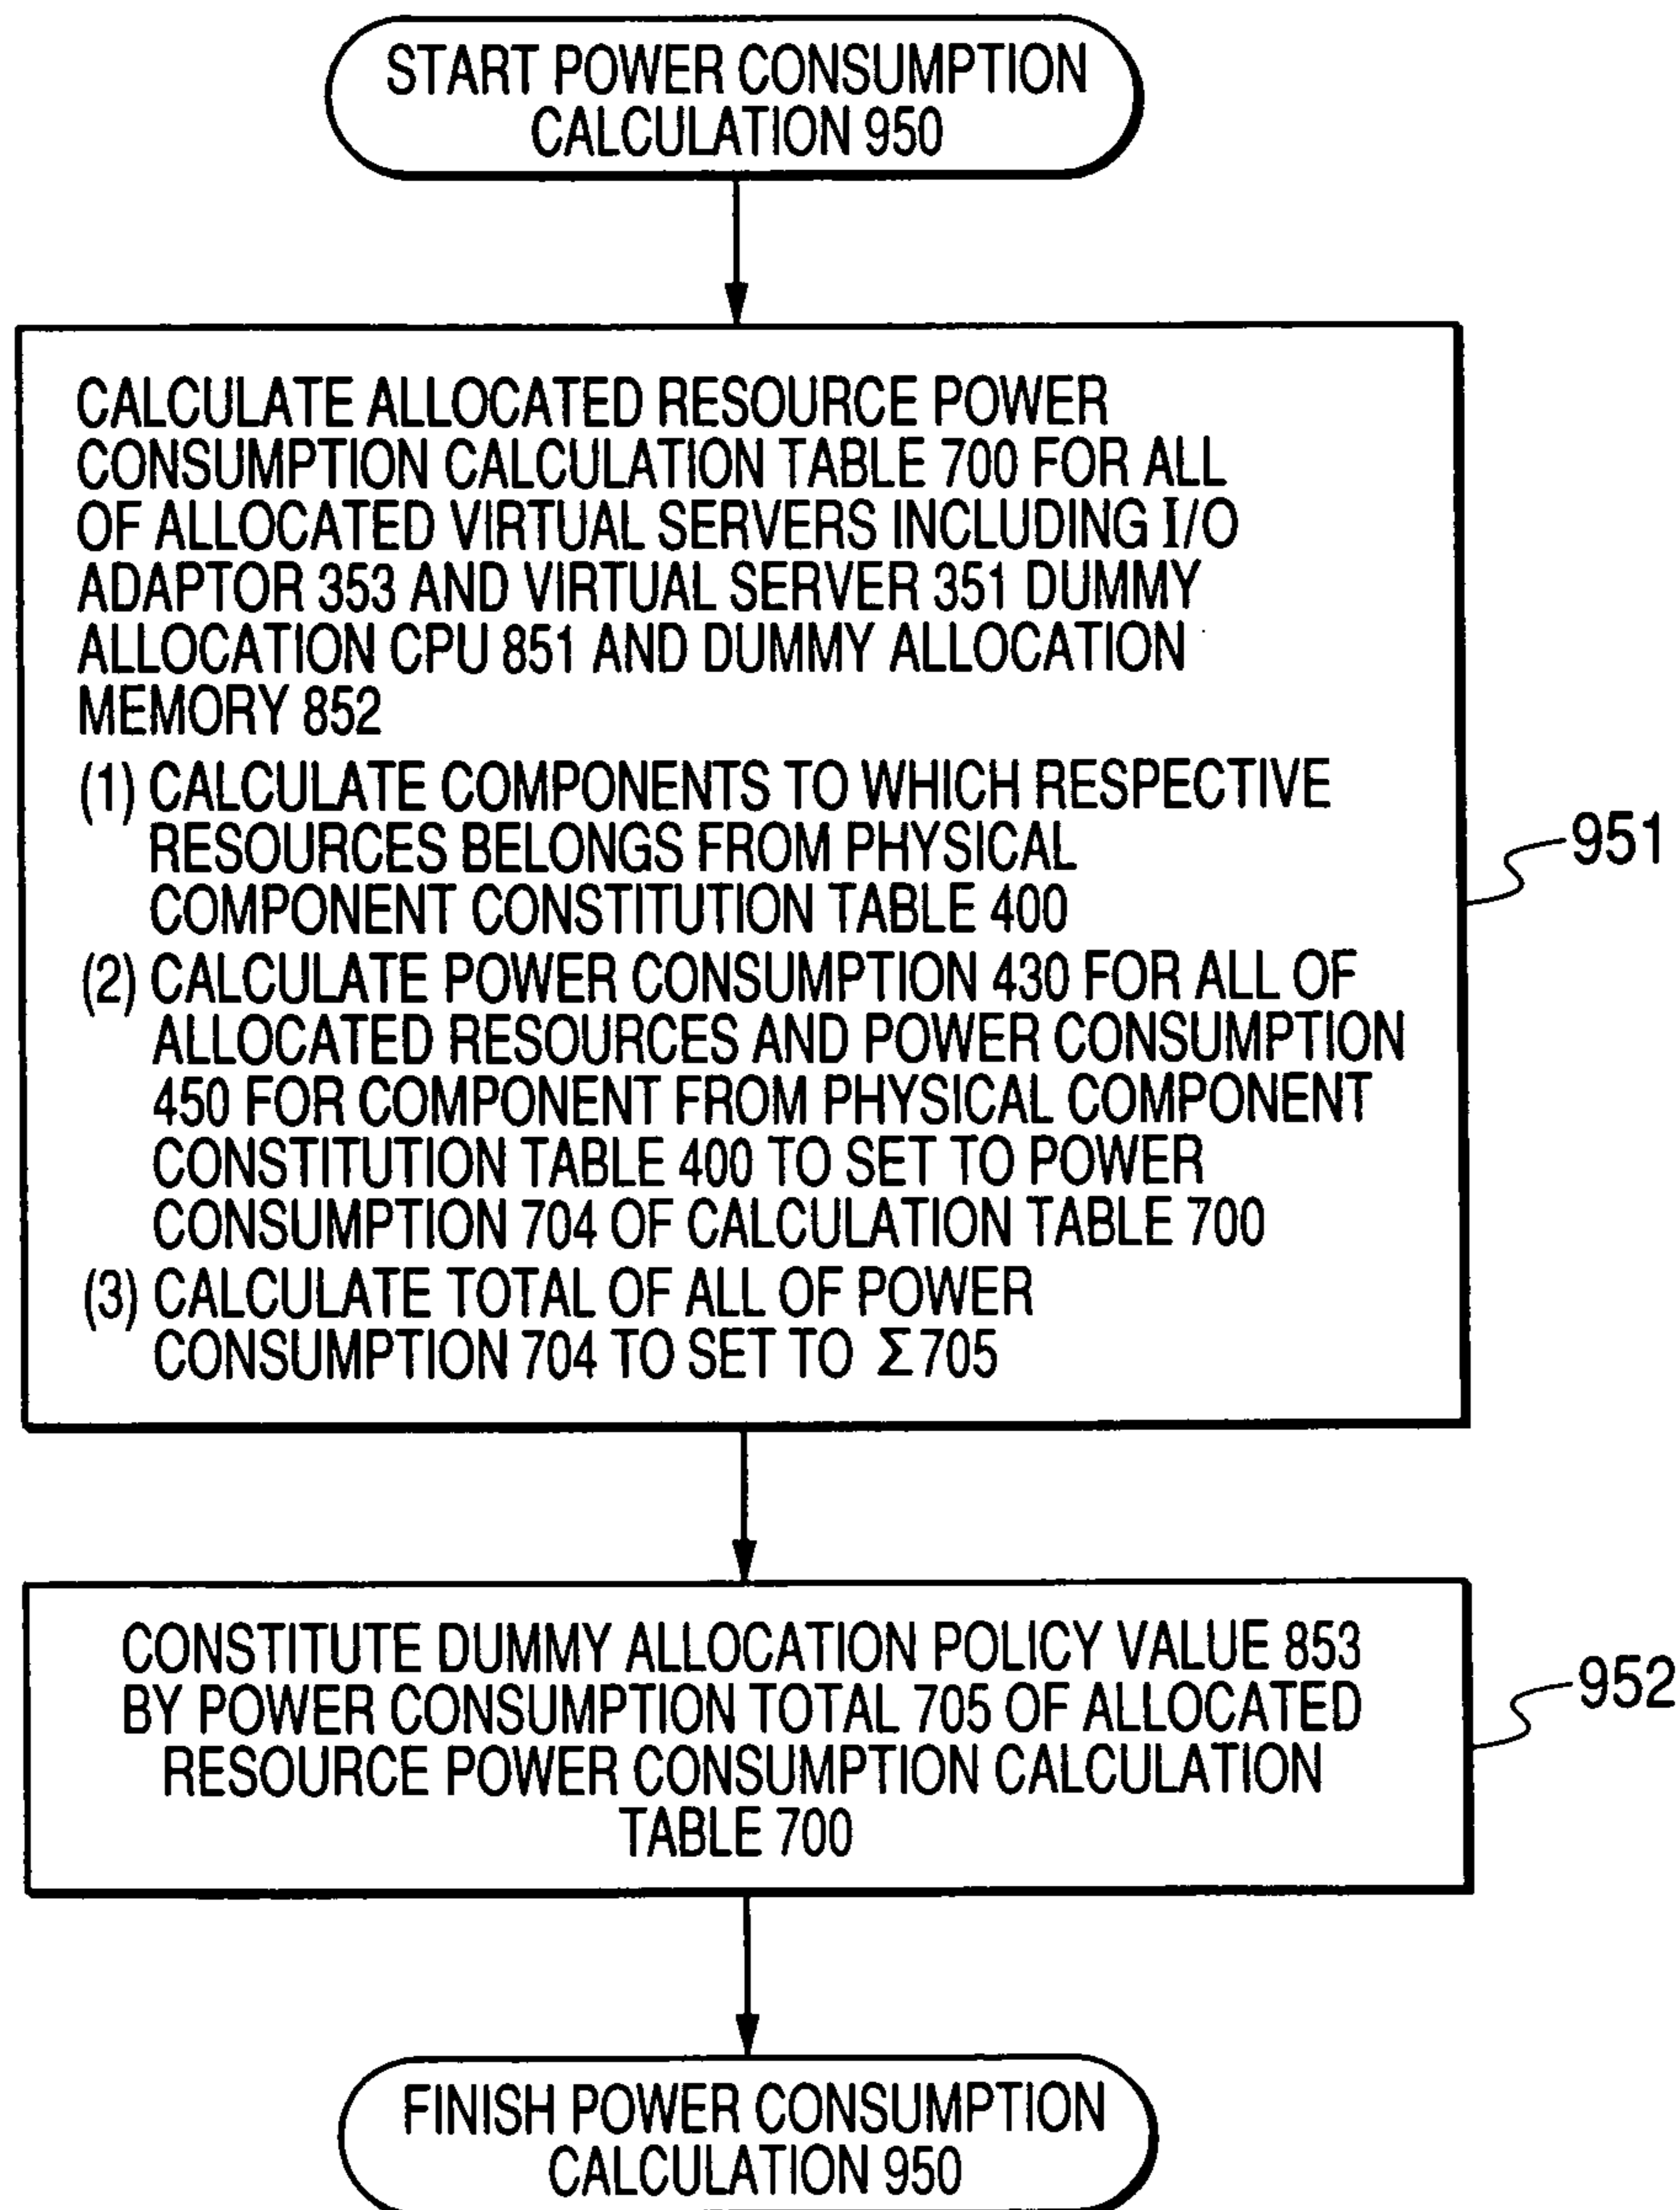 START POWER CONSUMPTION
CALCULATION 950
CALCULATE ALLOCATED RESOURCE POWER
CONSUMPTION CALCULATION TABLE 700 FOR ALL
OF ALLOCATED VIRTUAL SERVERS INCLUDING I/O
ADAPTOR 353 AND VIRTUAL SERVER 351 DUMMY
ALLOCATION CPU 851 AND DUMMY ALLOCATION
MEMORY 852
(1) CALCULATE COMPONENTS TO WHICH RESPECTIVE
RESOURCES BELONGS FROM PHYSICAL
COMPONENT CONSTITUTION TABLE 400
(2) CALCULATE POWER CONSUMPTION 430 FOR ALL OF
ALLOCATED RESOURCES AND POWER CONSUMPTION
450 FOR COMPONENT FROM PHYSICAL COMPONENT
CONSTITUTION TABLE 400 TO SET TO POWER
CONSUMPTION 704 OF CALCULATION TABLE 700
(3) CALCULATE TOTAL OF ALL OF POWER
CONSUMPTION 704 TO SET TO Σ705
951
CONSTITUTE DUMMY ALLOCATION POLICY VALUE 853
BY POWER CONSUMPTION TOTAL 705 OF ALLOCATED
RESOURCE POWER CONSUMPTION CALCULATION
TABLE 700
952
FINISH POWER CONSUMPTION
CALCULATION 950